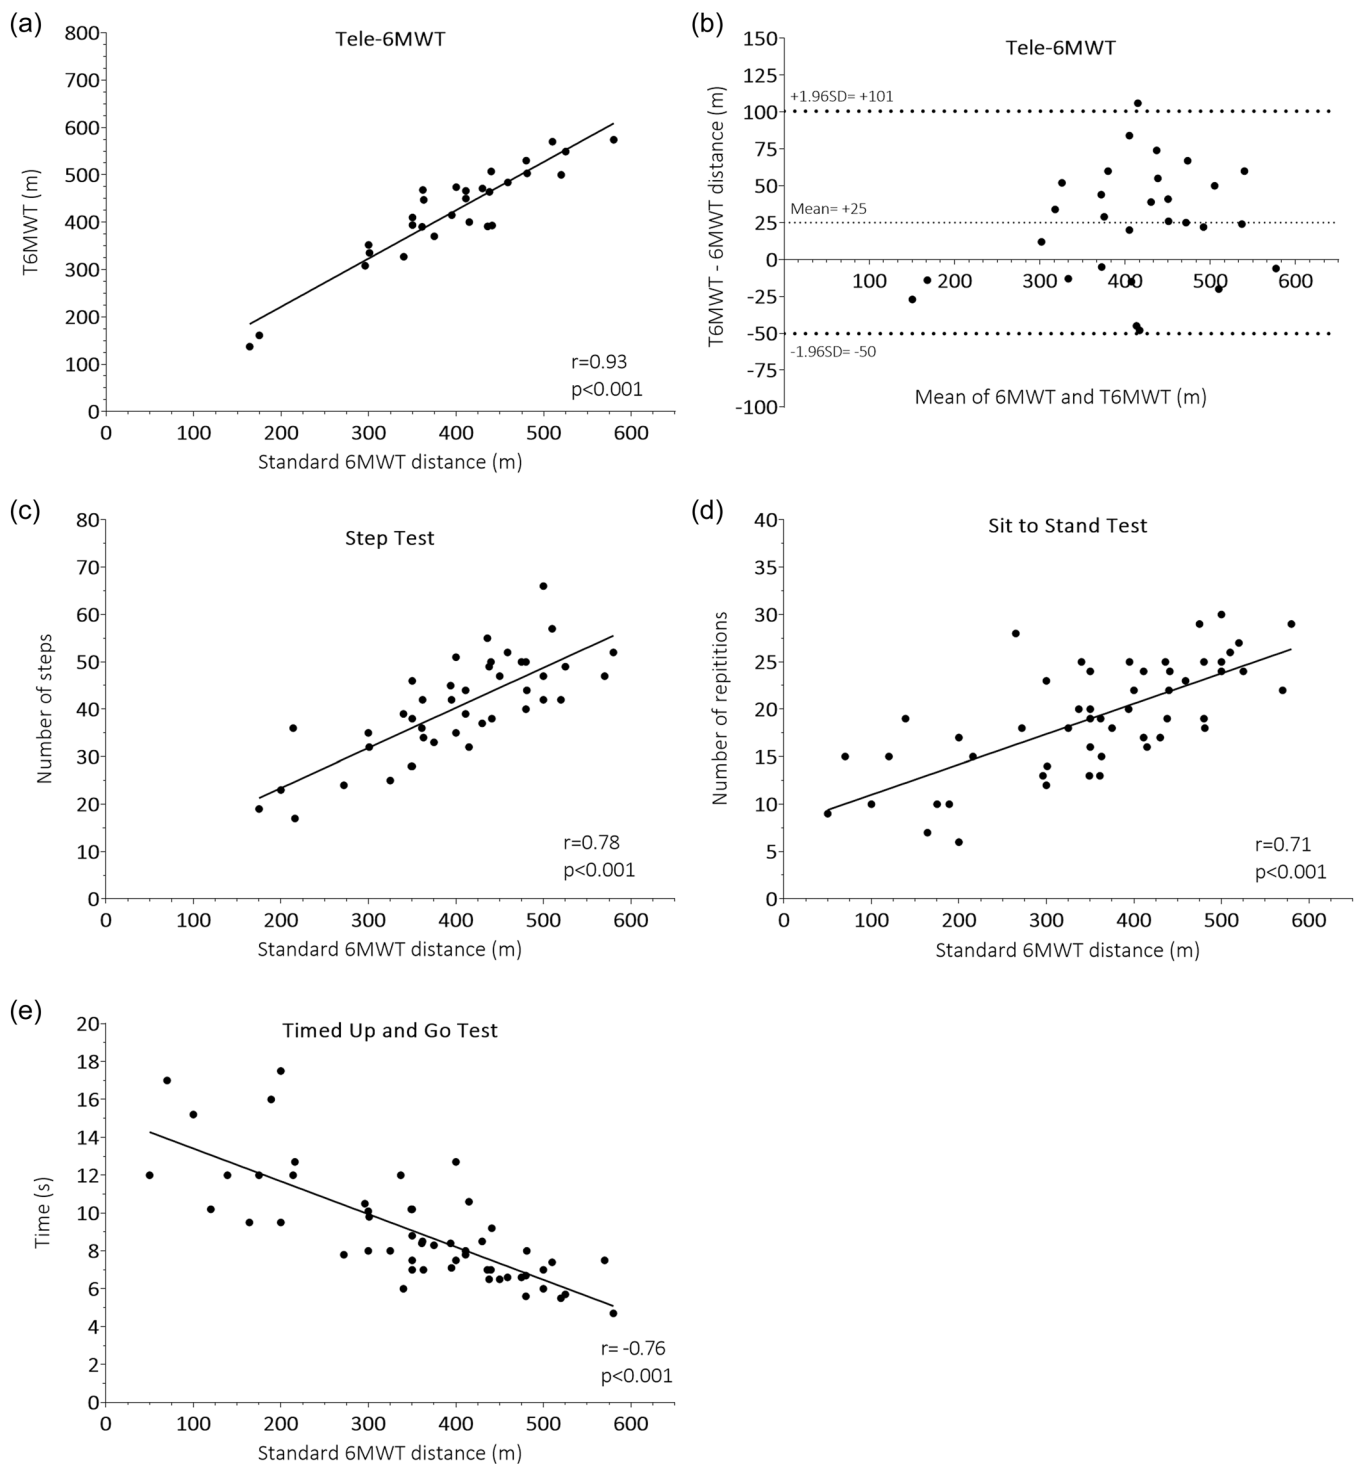 (a)
Tele-6MWT
800
700
600
500
400
300
200
100
0
T6MWT (m)
r=0.93
p<0.001
0 100 200 300 400 500 600
Standard 6MWT distance (m)
(b)
Tele-6MWT
150
125
100
75
50
25
0
-25
-50
-75
-100
T6MWT - 6MWT distance (m)
+1.96SD= +101
Mean= +25
100 200 300 400 500 600
-1.96SD= -50
Mean of 6MWT and T6MWT (m)
(c)
Step Test
80
70
60
50
40
30
20
10
0
Number of steps
r=0.78
p<0.001
0 100 200 300 400 500 600
Standard 6MWT distance (m)
(d)
Sit to Stand Test
40
35
30
25
20
15
10
5
0
Number of repititions
r=0.71
p<0.001
0 100 200 300 400 500 600
Standard 6MWT distance (m)
(e)
Timed Up and Go Test
20
18
16
14
12
10
8
6
4
2
0
Time (s)
r= -0.76
p<0.001
0 100 200 300 400 500 600
Standard 6MWT distance (m)